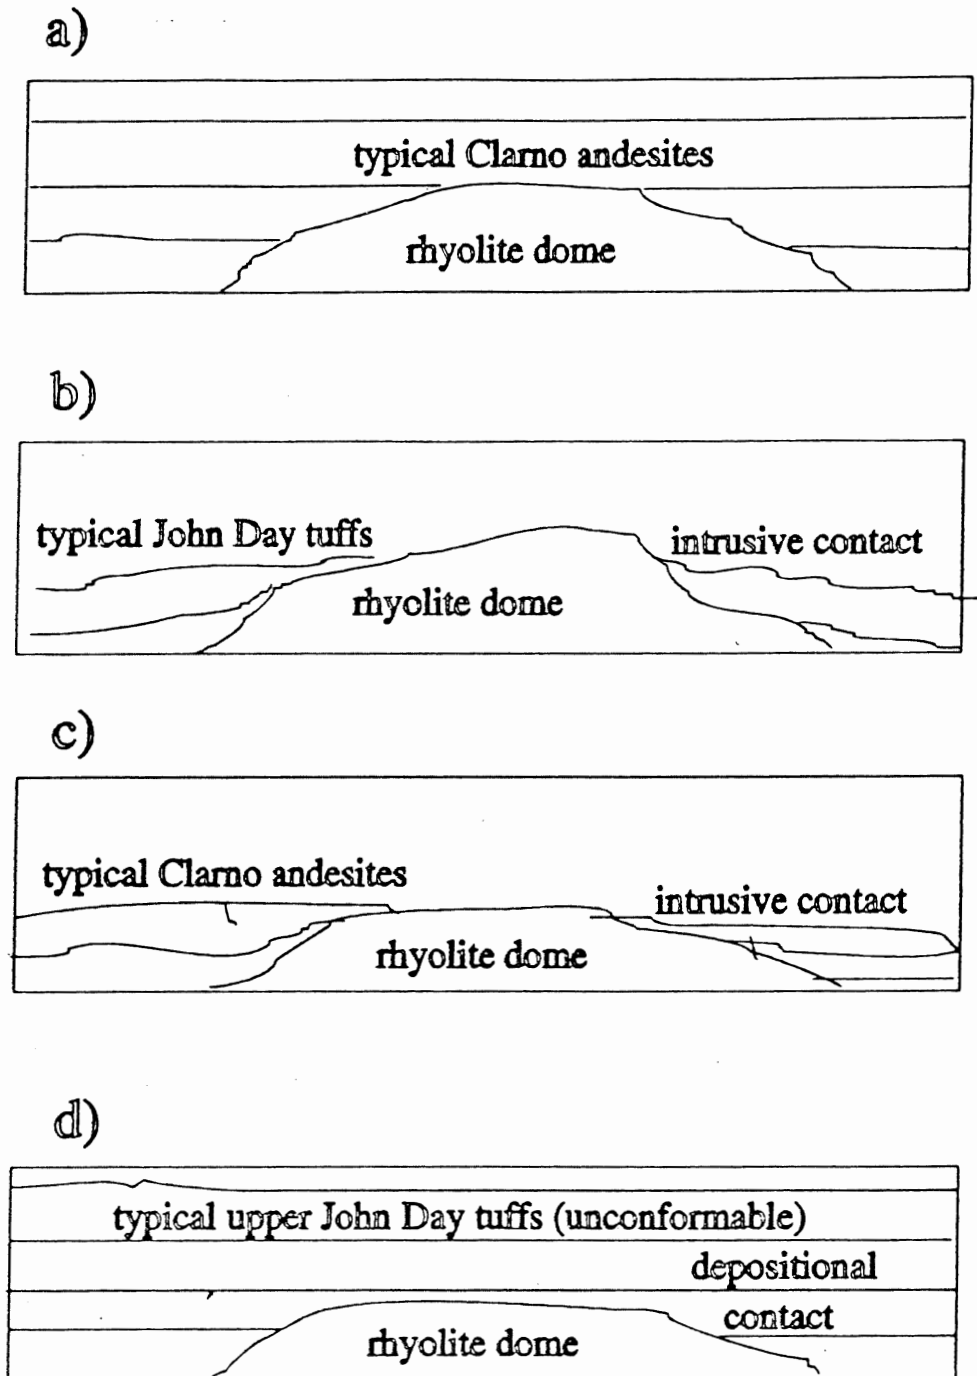 a)
typical Clarno andesites
rhyolite dome
b)
typical John Day tuffs
intrusive contact
rhyolite dome
c)
typical Clarno andesites
intrusive contact
rhyolite dome
d)
typical upper John Day tuffs (unconformable)
depositional
contact
rhyolite dome